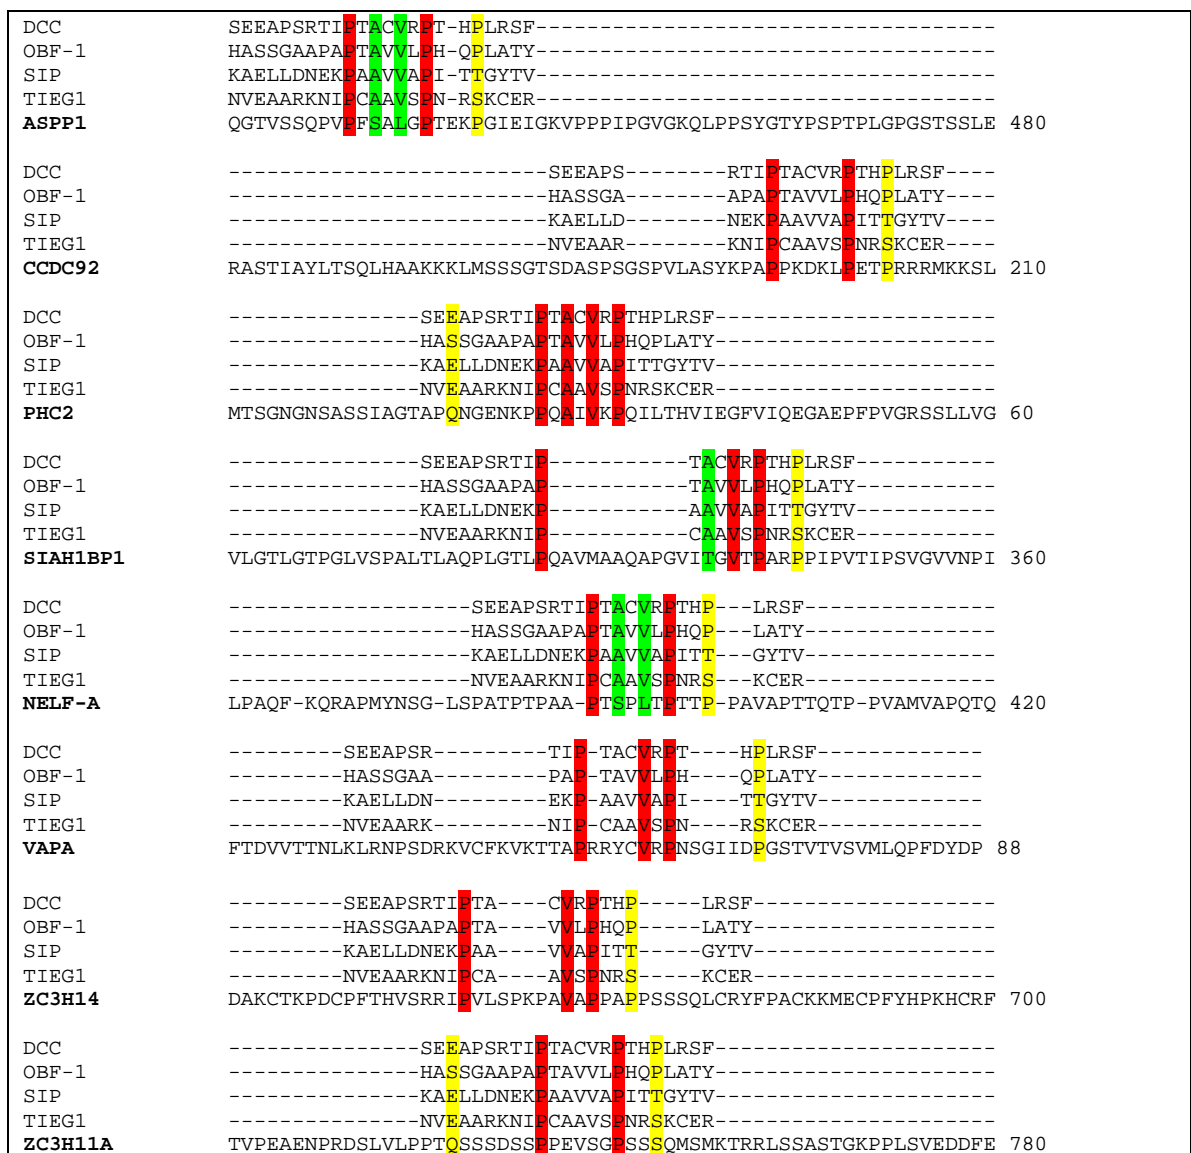 DCC SEEAPSRTIPTACVRPT-HPLRSF------------------------------------
OBF-1 HASSGAAPAPTAVVLPH-QPLATY------------------------------------
SIP KAELLDNEKPAAVVAPI-TTGYTV------------------------------------
TIEG1 NVEAARKNIPCAAVSPN-RSKCER------------------------------------
ASPP1 QGTVSSQPVPFSALGPTEKPGIEIGKVPPPIPGVGKQLPPSYGTYPSPTPLGPGSTSSLE 480
DCC -------------------------SEEAPS--------RTIPTACVRPTHPLRSF----
OBF-1 -------------------------HASSGA--------APAPTAVVLPHQPLATY----
SIP -------------------------KAELLD--------NEKPAAVVAPITTGYTV----
TIEG1 -------------------------NVEAAR--------KNIPCAAVSPNRSKCER----
CCDC92 RASTIAYLTSQLHAAKKKLMSSSGTSDASPSGSPVLASYKPAPPKDKLPETPRRRMKKSL 210
DCC ---------------SEEAPSRTIPTACVRPTHPLRSF----------------------
OBF-1 ---------------HASSGAAPAPTAVVLPHQPLATY----------------------
SIP ---------------KAELLDNEKPAAVVAPITTGYTV----------------------
TIEG1 ---------------NVEAARKNIPCAAVSPNRSKCER----------------------
PHC2 MTSGNGNSASSIAGTAPQNGENKPPQAIVKPQILTHVIEGFVIQEGAEPFPVGRSSLLVG 60
DCC ---------------SEEAPSRTIP-----------TACVRPTHPLRSF-----------
OBF-1 ---------------HASSGAAPAP-----------TAVVLPHQPLATY-----------
SIP ---------------KAELLDNEKP-----------AAVVAPITTGYTV-----------
TIEG1 ---------------NVEAARKNIP-----------CAAVSPNRSKCER-----------
SIAH1BP1 VLGTLGTPGLVSPALTLAQPLGTLPQAVMAAQAPGVITGVTPARPPIPVTIPSVGVVNPI 360
DCC -------------------SEEAPSRTIPTACVRPTHP---LRSF---------------
OBF-1 -------------------HASSGAAPAPTAVVLPHQP---LATY---------------
SIP -------------------KAELLDNEKPAAVVAPITT---GYTV---------------
TIEG1 -------------------NVEAARKNIPCAAVSPNRS---KCER---------------
NELF-A LPAQF-KQRAPMYNSG-LSPATPTPAA-PTSPLTPTTP-PAVAPTTQTP-PVAMVAPQTQ 420
DCC ---------SEEAPSR---------TIP-TACVRPT----HPLRSF-------------
OBF-1 ---------HASSGAA---------PAP-TAVVLPH----QPLATY-------------
SIP ---------KAELLDN---------EKP-AAVVAPI----TTGYTV-------------
TIEG1 ---------NVEAARK---------NIP-CAAVSPN----RSKCER-------------
VAPA FTDVVTTNLKLRNPSDRKVCFKVKTTAPRRYCVRPNSGIIDPGSTVTVSVMLQPFDYDP 88
DCC ---------SEEAPSRTIPTA----CVRPTHP-----LRSF-------------------
OBF-1 ---------HASSGAAPAPTA----VVLPHQP-----LATY-------------------
SIP ---------KAELLDNEKPAA----VVAPITT-----GYTV-------------------
TIEG1 ---------NVEAARKNIPCA----AVSPNRS-----KCER-------------------
ZC3H14 DAKCTKPDCPFTHVSRRIPVLSPKPAVAPPAPPSSSQLCRYFPACKKMECPFYHPKHCRF 700
DCC ---------------SEEAPSRTIPTACVRPTHPLRSF----------------------
OBF-1 ---------------HASSGAAPAPTAVVLPHQPLATY----------------------
SIP ---------------KAELLDNEKPAAVVAPITTGYTV----------------------
TIEG1 ---------------NVEAARKNIPCAAVSPNRSKCER----------------------
ZC3H11A TVPEAENPRDSLVLPPTQSSSDSSPPEVSGPSSSQMSMKTRRLSSASTGKPPLSVEDDFE 780